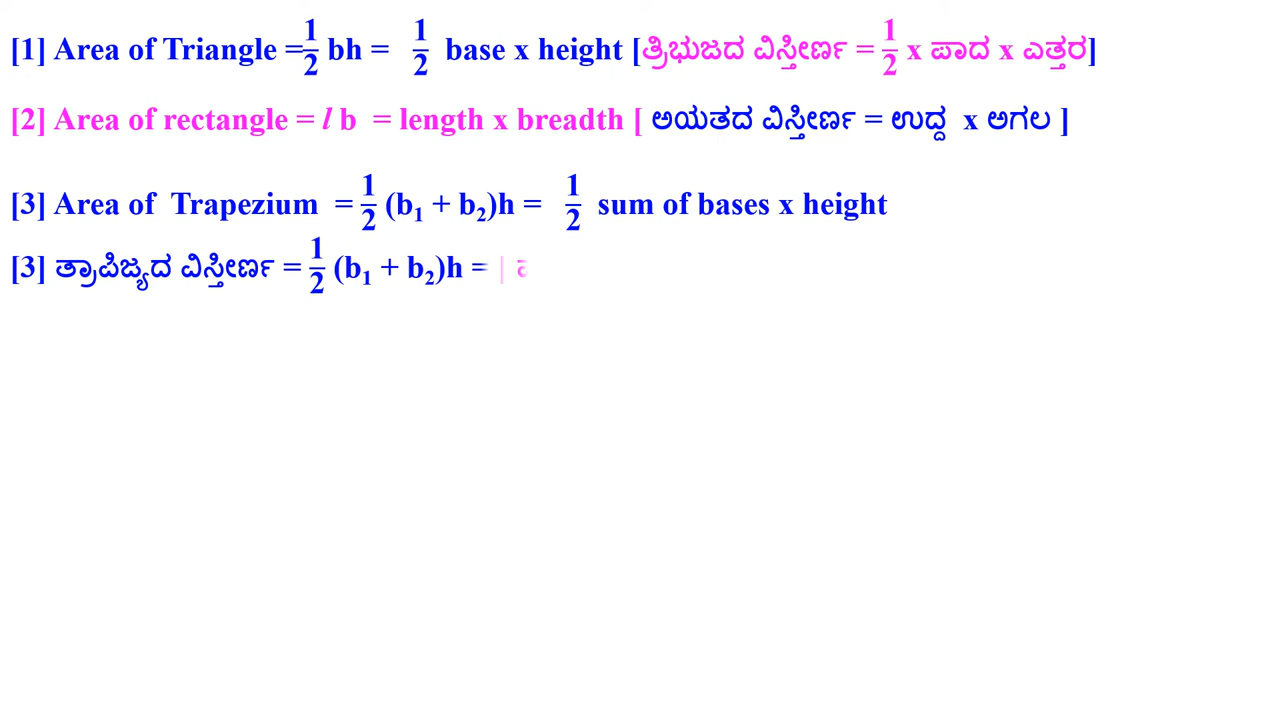 [1] Area of Triangle = 1/2 bh = 1/2 base x height [ತ್ರಿಭುಜದ ವಿಸ್ತೀರ್ಣ = 1/2 x ಪಾದ x ಎತ್ತರ]
[2] Area of rectangle = l b = length x breadth [ ಅಯತದ ವಿಸ್ತೀರ್ಣ = ಉದ್ದ x ಅಗಲ ]
[3] Area of Trapezium = 1/2 (b₁ + b₂)h = 1/2 sum of bases x height
[3] ತ್ರಾಪಿಜ್ಯದ ವಿಸ್ತೀರ್ಣ = 1/2 (b₁ + b₂)h =